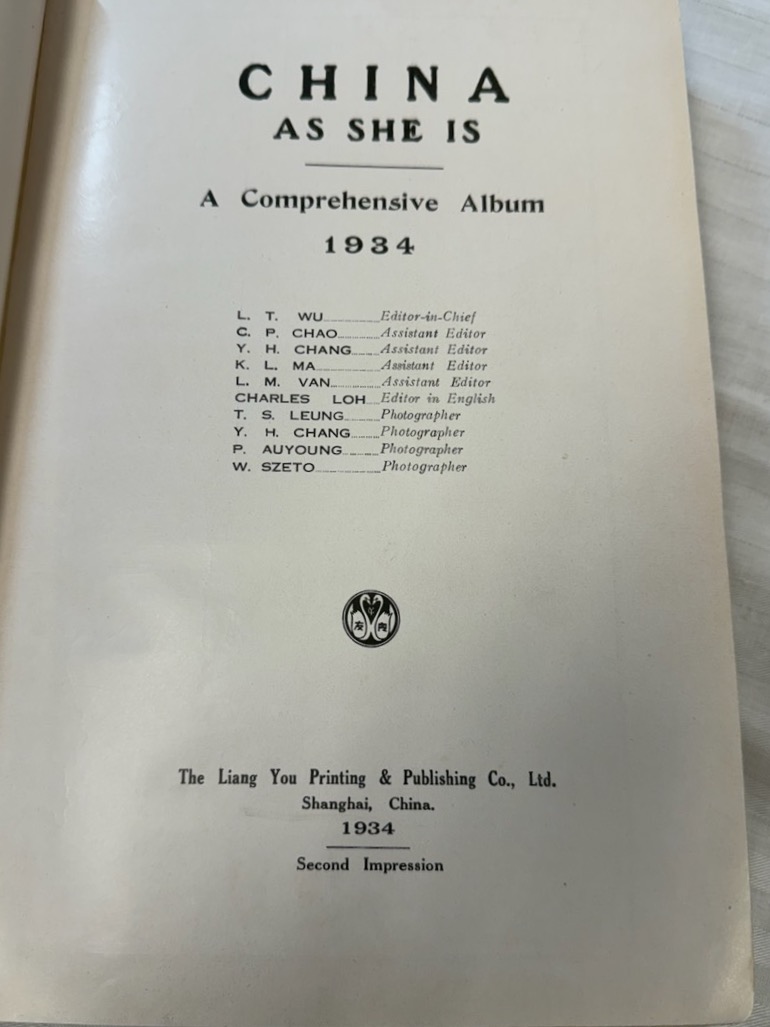 CHINA
AS SHE IS
A Comprehensive Album
1934
L. T. WU Editor-in-Chief
C. P. CHAO Assistant Editor
Y. H. CHANG Assistant Editor
K. L. MA Assistant Editor
L. M. VAN Assistant Editor
CHARLES LOH Editor in English
T. S. LEUNG Photographer
Y. H. CHANG Photographer
P. AUYOUNG Photographer
W. SZETO Photographer
友
The Liang You Printing & Publishing Co., Ltd.
Shanghai, China.
1934
Second Impression